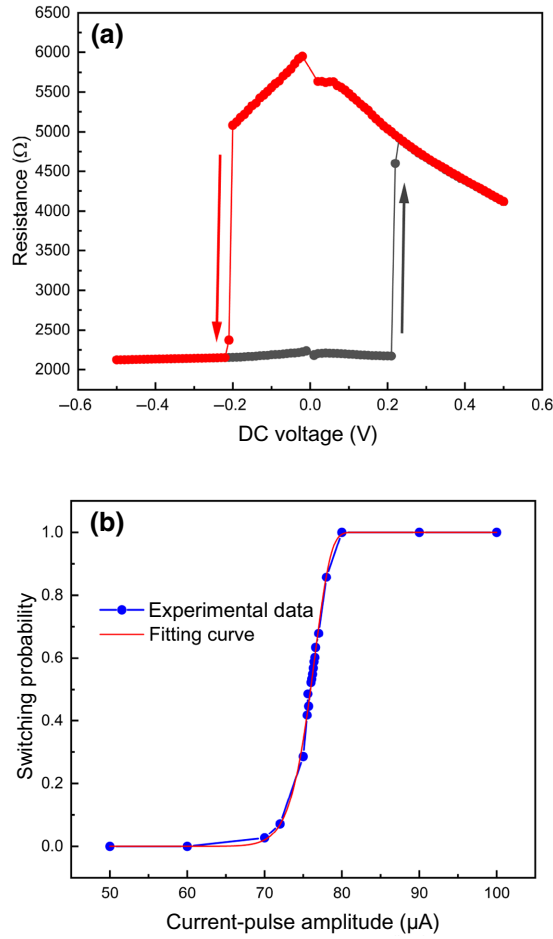 (a)
6500
6000
5500
5000
4500
4000
3500
3000
2500
2000
Resistance (Ω)
−0.6 −0.4 −0.2 0.0 0.2 0.4 0.6
DC voltage (V)
(b)
1.0
0.8
0.6
0.4
0.2
0.0
Switching probability
Experimental data
Fitting curve
50 60 70 80 90 100
Current-pulse amplitude (µA)